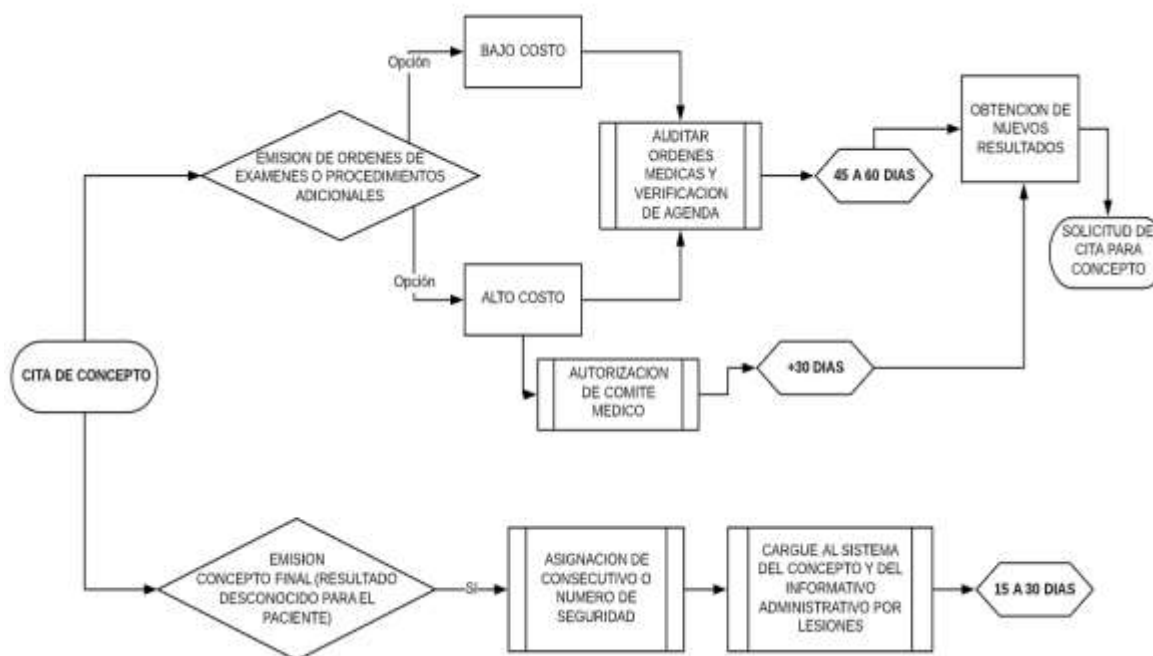 Opción
BAJO COSTO
EMISION DE ORDENES DE
EXAMENES O PROCEDIMIENTOS
ADICIONALES
AUDITAR
ORDENES
MEDICAS Y
VERIFICACION
DE AGENDA
45 A 60 DIAS
OBTENCION DE
NUEVOS
RESULTADOS
SOLICITUD DE
CITA PARA
CONCEPTO
Opción
ALTO COSTO
CITA DE CONCEPTO
AUTORIZACION
DE COMITE
MEDICO
+30 DIAS
EMISION
CONCEPTO FINAL (RESULTADO
DESCONOCIDO PARA EL
PACIENTE)
SI
ASIGNACION DE
CONSECUTIVO O
NUMERO DE
SEGURIDAD
CARGUE AL SISTEMA
DEL CONCEPTO Y DEL
INFORMATIVO
ADMINISTRATIVO POR
LESIONES
15 A 30 DIAS